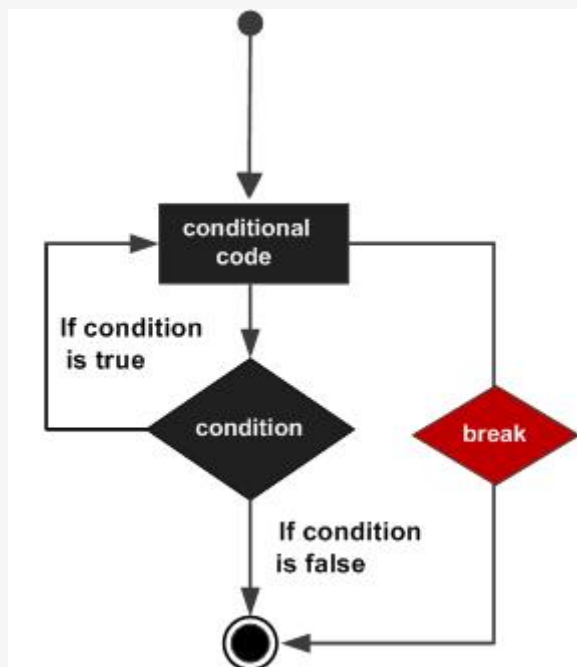 conditional
code
If condition
is true
condition
break
If condition
is false